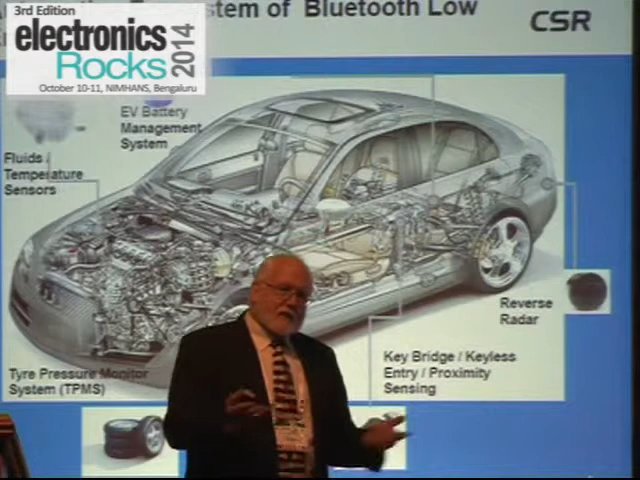 3rd Edition
electronics
Rocks
2014
October 10-11, NIMHANS, Bengaluru
stem of Bluetooth Low
CSR
EV Battery
Management
System
Fluids
Temperature
Sensors
Reverse
Radar
Key Bridge / Keyless
Entry / Proximity
Sensing
Tyre Pressure Monitor
System (TPMS)